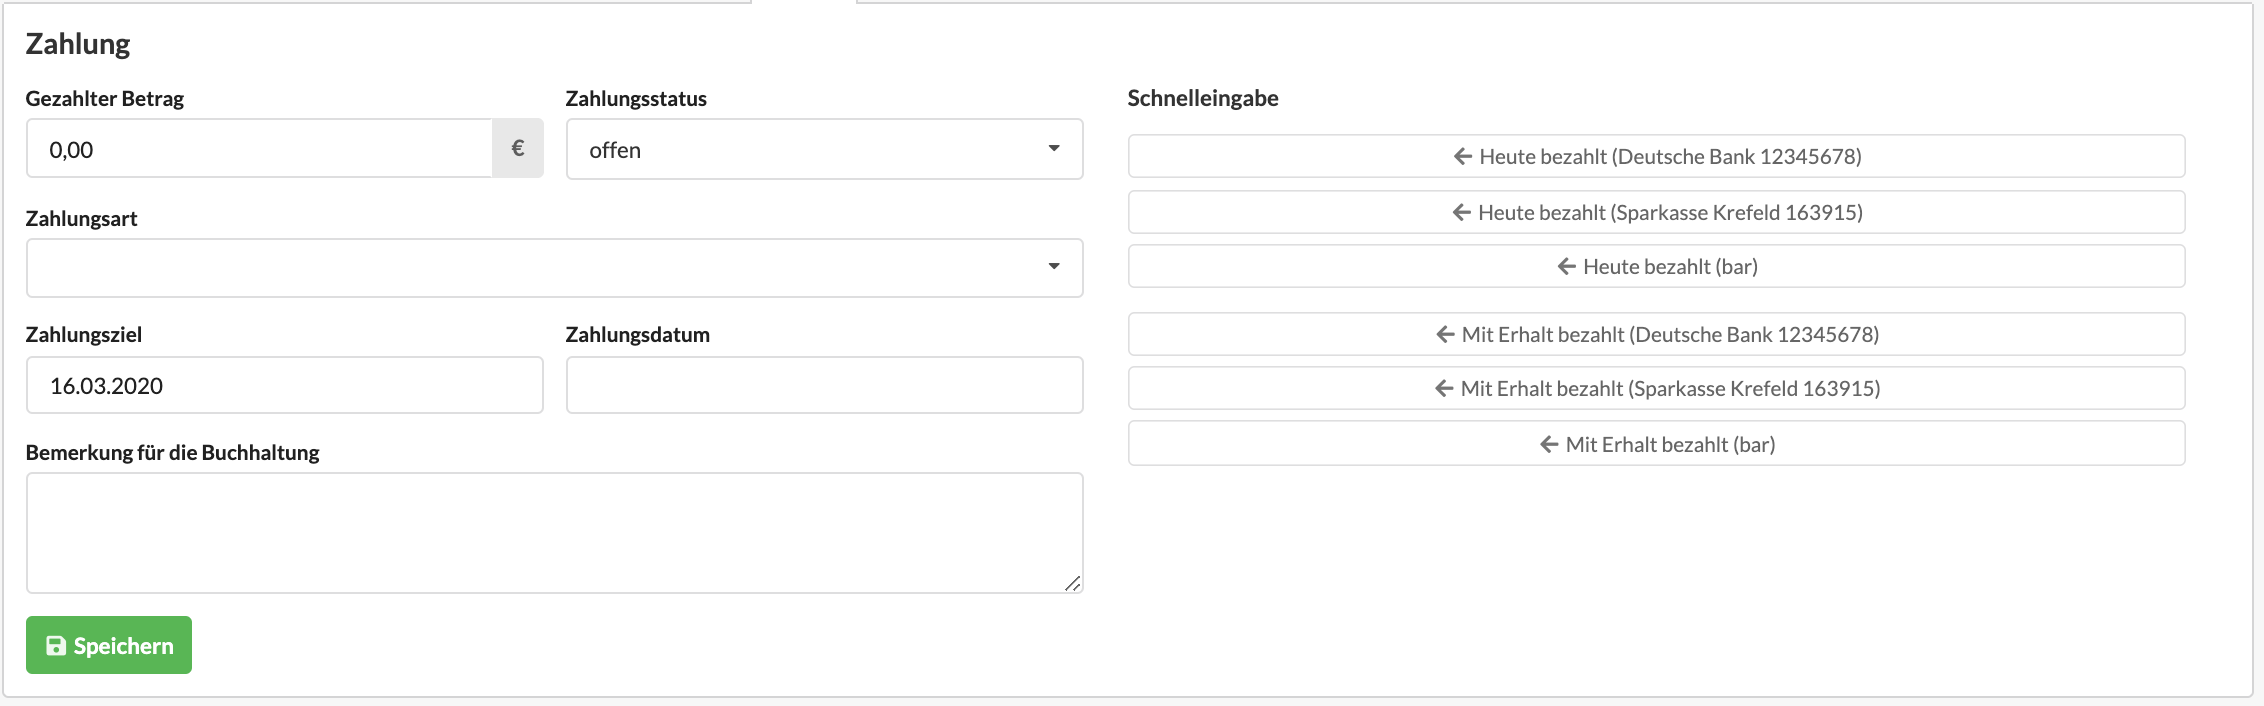 Zahlung
Gezahlter Betrag
0,00 €
Zahlungsstatus
offen
Zahlungsart
Zahlungsziel
16.03.2020
Zahlungsdatum
Bemerkung für die Buchhaltung
Speichern
Schnelleingabe
← Heute bezahlt (Deutsche Bank 12345678)
← Heute bezahlt (Sparkasse Krefeld 163915)
← Heute bezahlt (bar)
← Mit Erhalt bezahlt (Deutsche Bank 12345678)
← Mit Erhalt bezahlt (Sparkasse Krefeld 163915)
← Mit Erhalt bezahlt (bar)